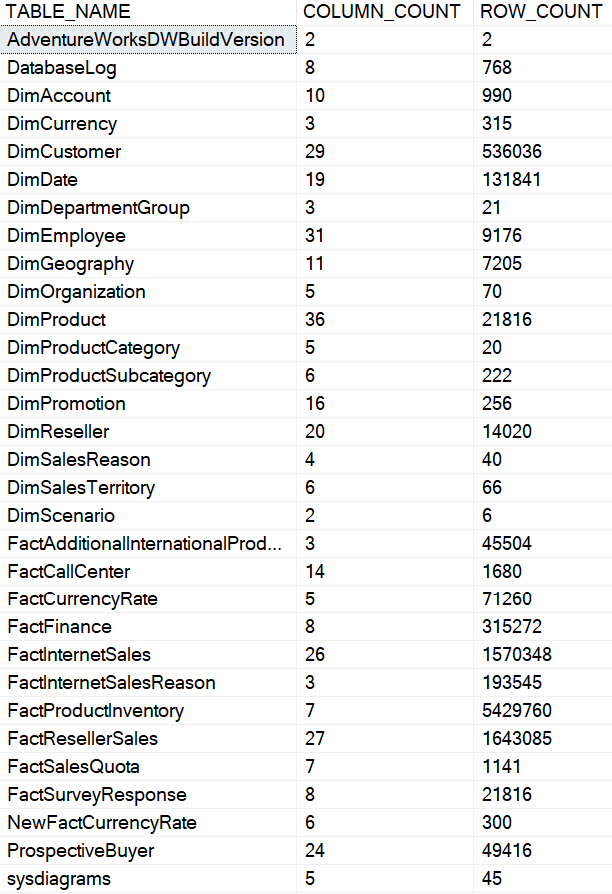 TABLE_NAME COLUMN_COUNT ROW_COUNT
AdventureWorksDWBuildVersion 2 2
DatabaseLog 8 768
DimAccount 10 990
DimCurrency 3 315
DimCustomer 29 536036
DimDate 19 131841
DimDepartmentGroup 3 21
DimEmployee 31 9176
DimGeography 11 7205
DimOrganization 5 70
DimProduct 36 21816
DimProductCategory 5 20
DimProductSubcategory 6 222
DimPromotion 16 256
DimReseller 20 14020
DimSalesReason 4 40
DimSalesTerritory 6 66
DimScenario 2 6
FactAdditionalInternationalProd... 3 45504
FactCallCenter 14 1680
FactCurrencyRate 5 71260
FactFinance 8 315272
FactInternetSales 26 1570348
FactInternetSalesReason 3 193545
FactProductInventory 7 5429760
FactResellerSales 27 1643085
FactSalesQuota 7 1141
FactSurveyResponse 8 21816
NewFactCurrencyRate 6 300
ProspectiveBuyer 24 49416
sysdiagrams 5 45